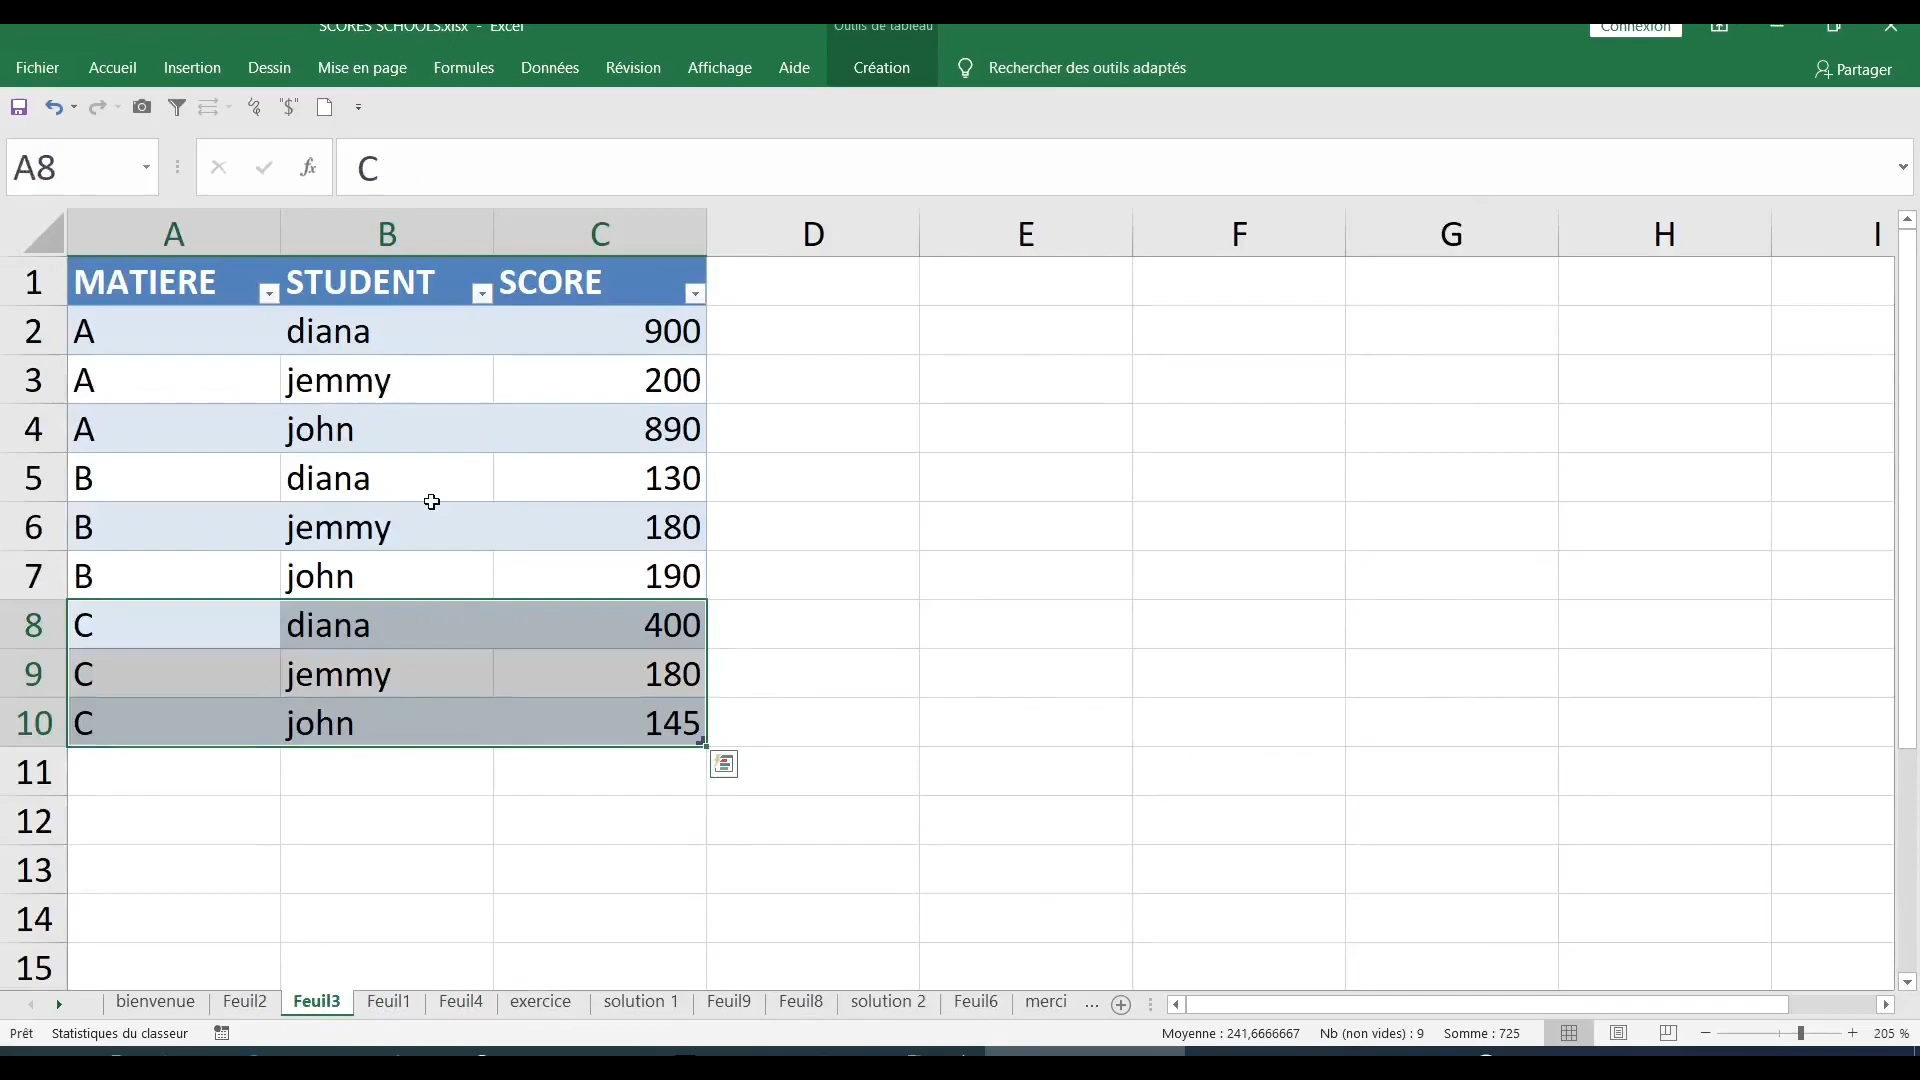 SCORES SCHOOLS.xlsx - Excel
Outils de tableau
Connexion
Fichier Accueil Insertion Dessin Mise en page Formules Données Révision Affichage Aide Création Rechercher des outils adaptés Partager
"$"
A8 fx C
A B C D E F G H I
1 MATIERE STUDENT SCORE
2 A diana 900
3 A jemmy 200
4 A john 890
5 B diana 130
6 B jemmy 180
7 B john 190
8 C diana 400
9 C jemmy 180
10 C john 145
11
12
13
14
15
bienvenue Feuil2 Feuil3 Feuil1 Feuil4 exercice solution 1 Feuil9 Feuil8 solution 2 Feuil6 merci ...
Prêt Statistiques du classeur Moyenne : 241,6666667 Nb (non vides) : 9 Somme : 725 205 %